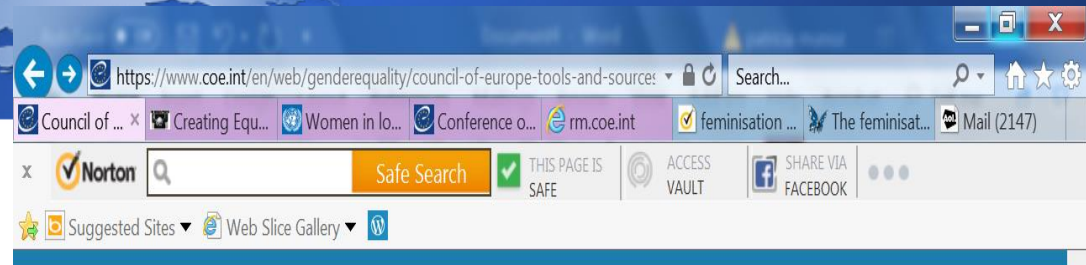 https://www.coe.int/en/web/genderequality/council-of-europe-tools-and-sources Search...
Council of ... × Creating Equ... Women in lo... Conference o... rm.coe.int feminisation ... The feminisat... Mail (2147)
x Norton Safe Search THIS PAGE IS SAFE ACCESS VAULT SHARE VIA FACEBOOK
Suggested Sites ▼ Web Slice Gallery ▼